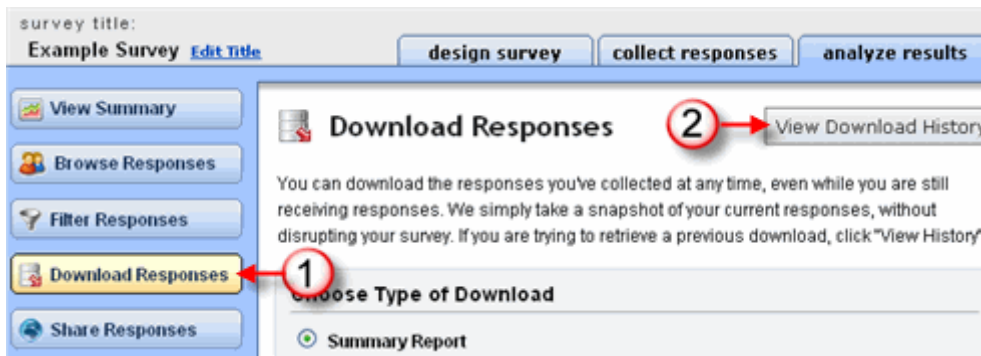 survey title:
Example Survey Edit Title
design survey
collect responses
analyze results
View Summary
Browse Responses
Filter Responses
Download Responses
Share Responses
Download Responses
2
View Download History
You can download the responses you've collected at any time, even while you are still
receiving responses. We simply take a snapshot of your current responses, without
disrupting your survey. If you are trying to retrieve a previous download, click "View History"
1
Choose Type of Download
Summary Report